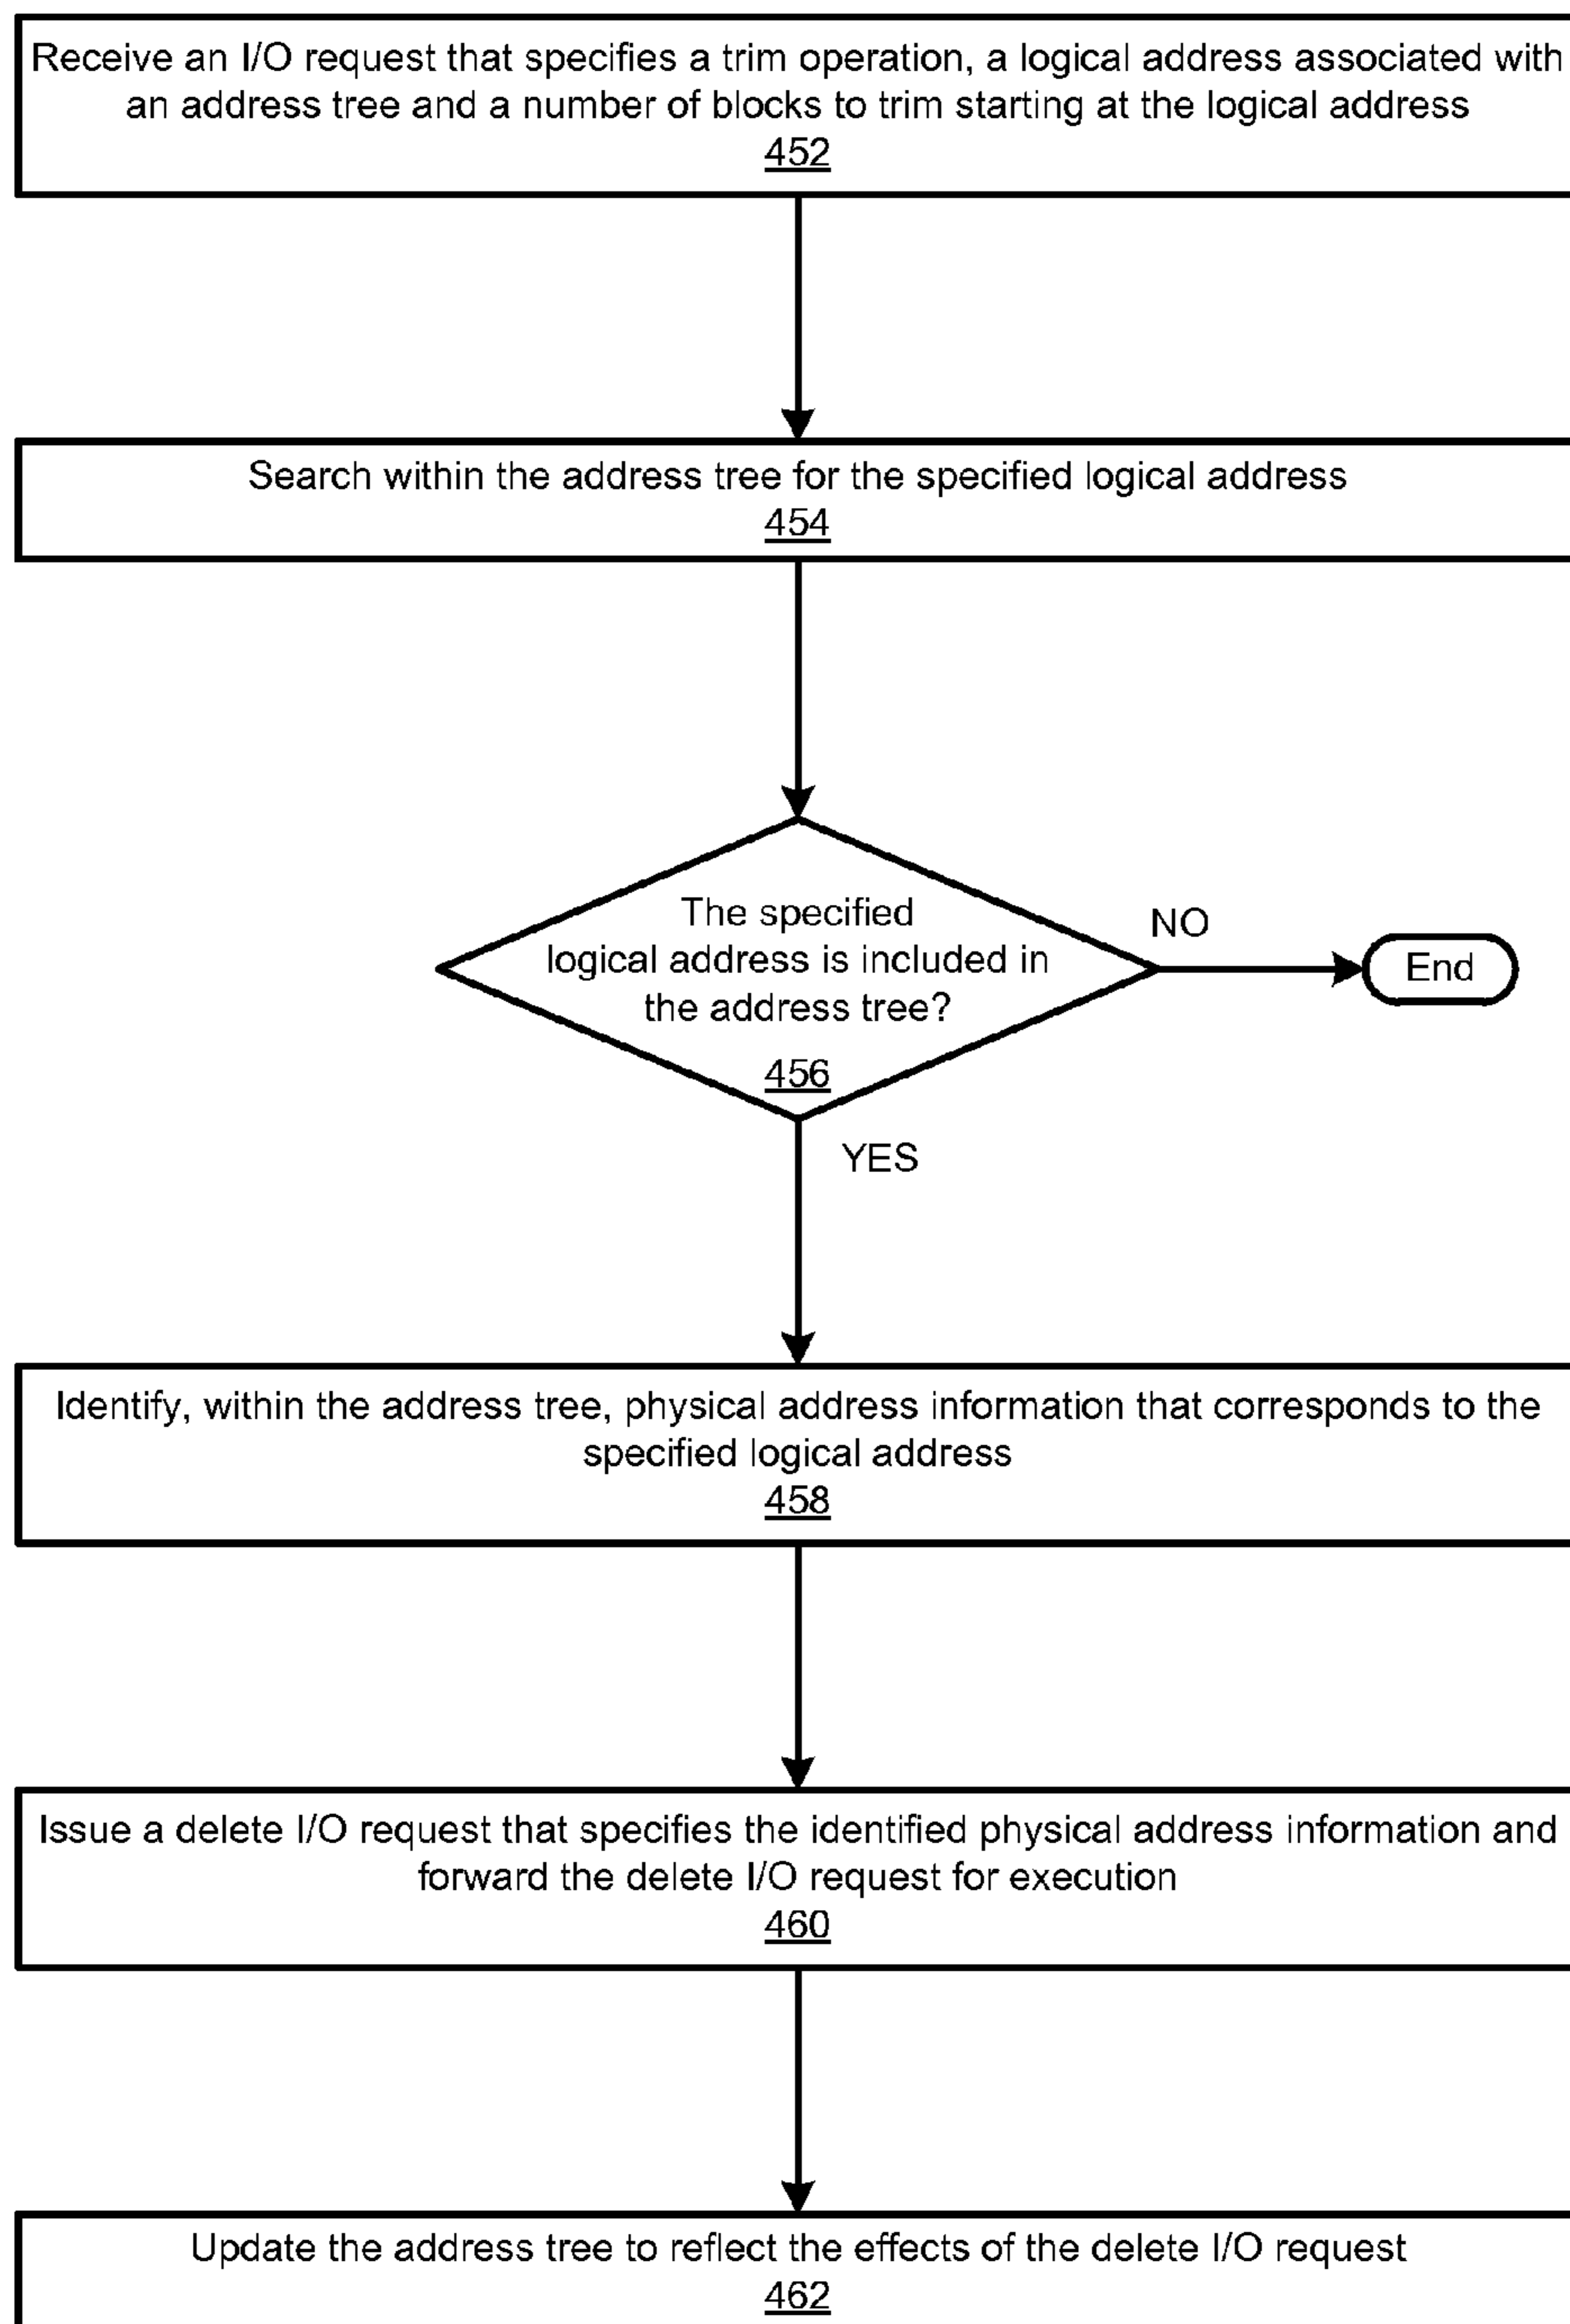 Receive an I/O request that specifies a trim operation, a logical address associated with
an address tree and a number of blocks to trim starting at the logical address
452
Search within the address tree for the specified logical address
454
The specified
logical address is included in
the address tree?
456
NO
End
YES
Identify, within the address tree, physical address information that corresponds to the
specified logical address
458
Issue a delete I/O request that specifies the identified physical address information and
forward the delete I/O request for execution
460
Update the address tree to reflect the effects of the delete I/O request
462